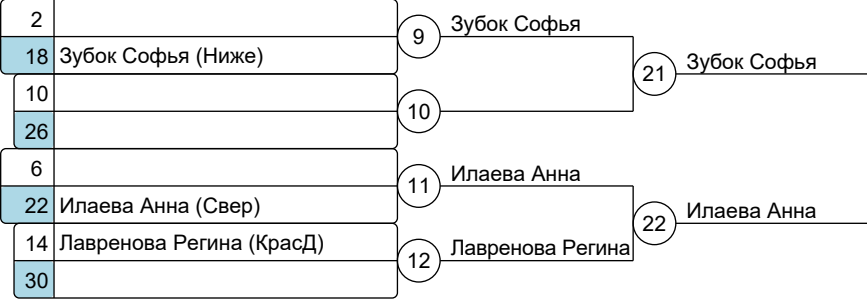 2
9
Зубок Софья
18 Зубок Софья (Ниже)
21
Зубок Софья
10
10
26
6
11
Илаева Анна
22 Илаева Анна (Свер)
22
Илаева Анна
14 Лавренова Регина (КрасД)
12
Лавренова Регина
30